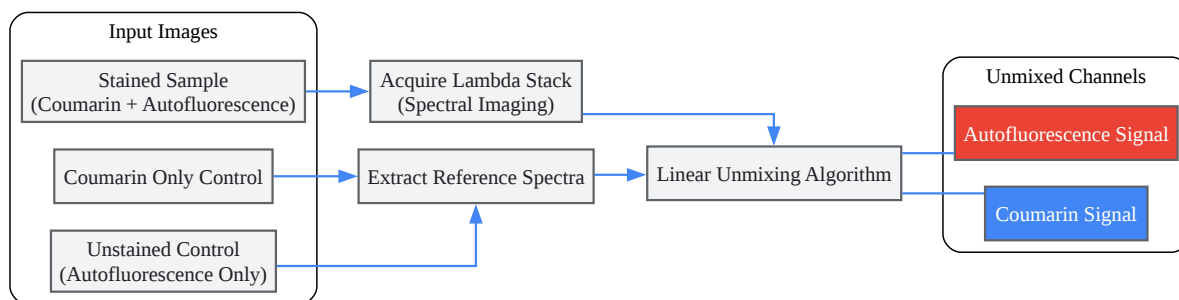 Input Images
Stained Sample
(Coumarin + Autofluorescence)
Acquire Lambda Stack
(Spectral Imaging)
Unmixed Channels
Autofluorescence Signal
Coumarin Only Control
Extract Reference Spectra
Linear Unmixing Algorithm
Coumarin Signal
Unstained Control
(Autofluorescence Only)